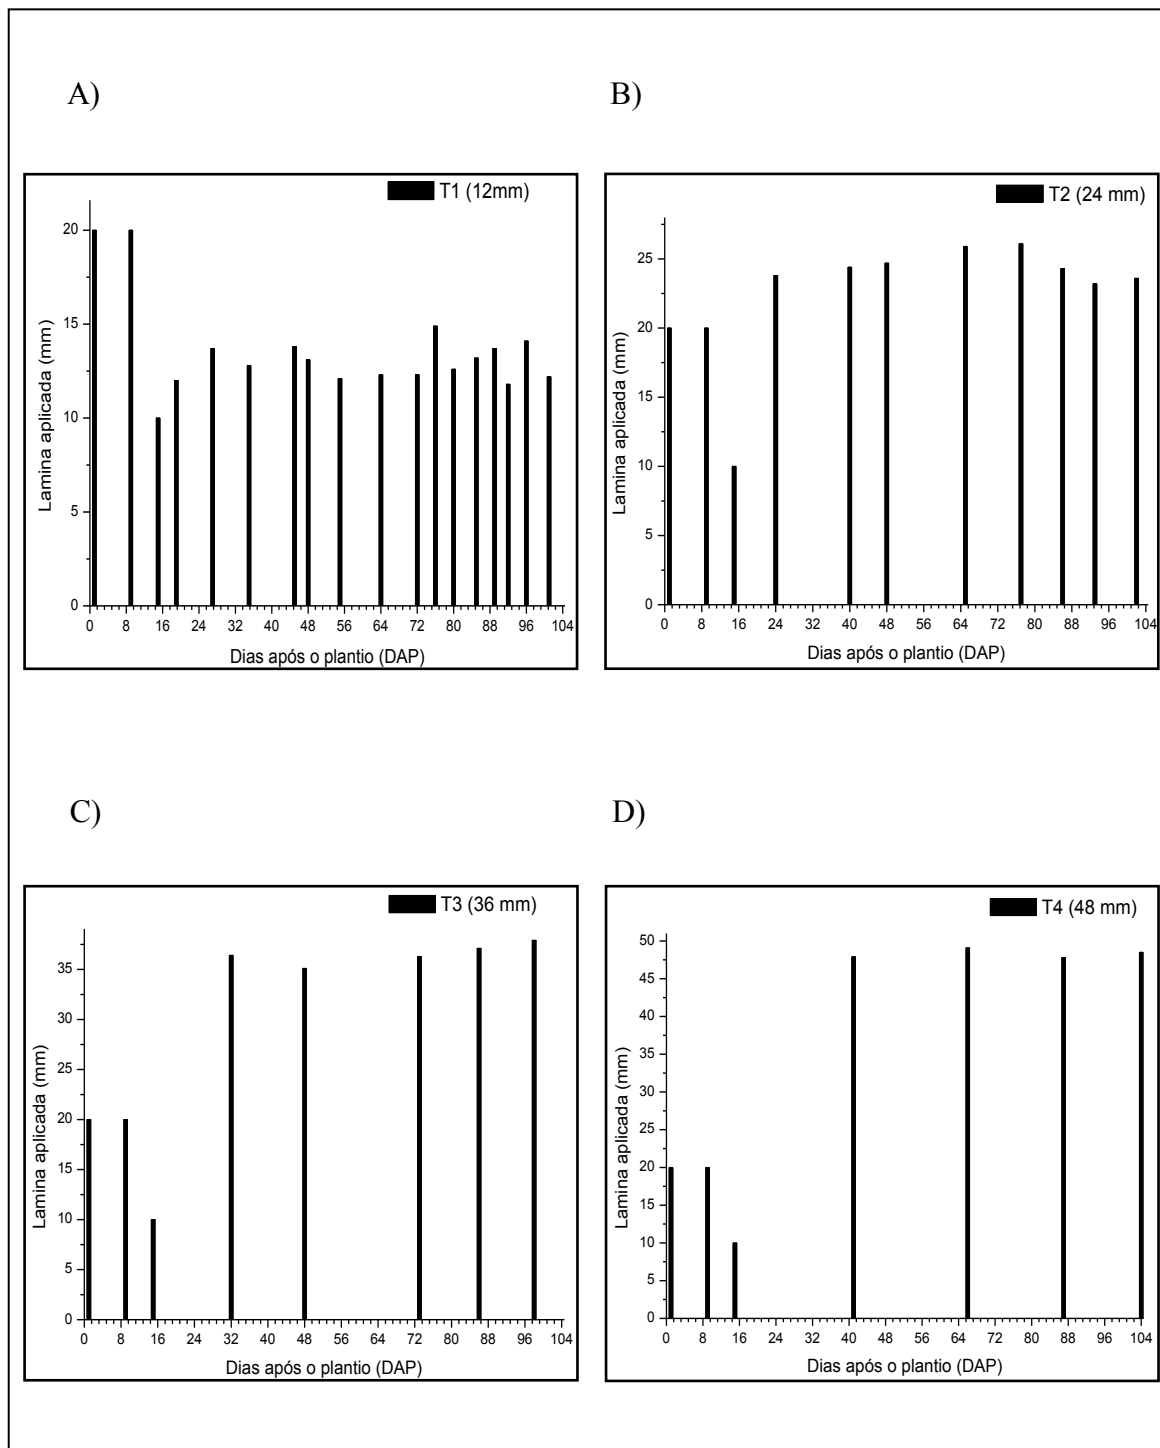 A)
B)
T1 (12mm)
20
15
10
5
0
Lamina aplicada (mm)
0 8 16 24 32 40 48 56 64 72 80 88 96 104
Dias após o plantio (DAP)
T2 (24 mm)
25
20
15
10
5
0
Lamina aplicada (mm)
0 8 16 24 32 40 48 56 64 72 80 88 96 104
Dias após o plantio (DAP)
C)
D)
T3 (36 mm)
35
30
25
20
15
10
5
0
Lamina aplicada (mm)
0 8 16 24 32 40 48 56 64 72 80 88 96 104
Dias após o plantio (DAP)
T4 (48 mm)
50
45
40
35
30
25
20
15
10
5
0
Lamina aplicada (mm)
0 8 16 24 32 40 48 56 64 72 80 88 96 104
Dias após o plantio (DAP)